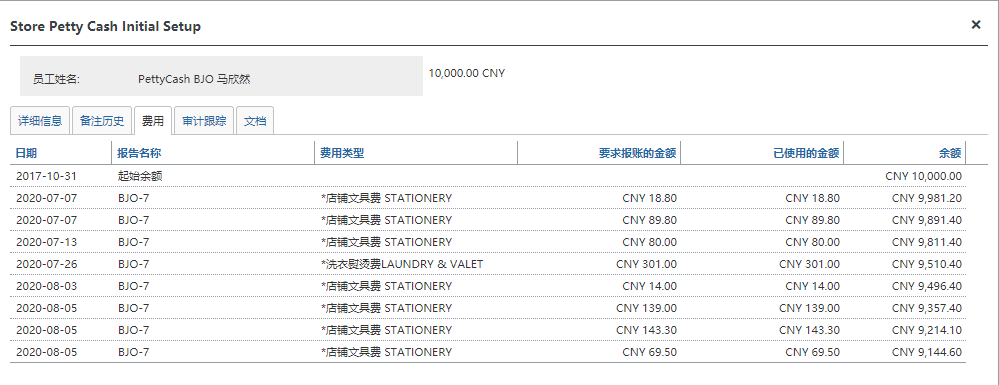 Store Petty Cash Initial Setup ×
员工姓名: PettyCash BJO 马欣然 10,000.00 CNY
详细信息 备注历史 费用 审计跟踪 文档
日期 报告名称 费用类型 要求报账的金额 已使用的金额 余额
2017-10-31 起始余额 CNY 10,000.00
2020-07-07 BJO-7 *店铺文具费 STATIONERY CNY 18.80 CNY 18.80 CNY 9,981.20
2020-07-07 BJO-7 *店铺文具费 STATIONERY CNY 89.80 CNY 89.80 CNY 9,891.40
2020-07-13 BJO-7 *店铺文具费 STATIONERY CNY 80.00 CNY 80.00 CNY 9,811.40
2020-07-26 BJO-7 *洗衣熨烫费LAUNDRY & VALET CNY 301.00 CNY 301.00 CNY 9,510.40
2020-08-03 BJO-7 *店铺文具费 STATIONERY CNY 14.00 CNY 14.00 CNY 9,496.40
2020-08-05 BJO-7 *店铺文具费 STATIONERY CNY 139.00 CNY 139.00 CNY 9,357.40
2020-08-05 BJO-7 *店铺文具费 STATIONERY CNY 143.30 CNY 143.30 CNY 9,214.10
2020-08-05 BJO-7 *店铺文具费 STATIONERY CNY 69.50 CNY 69.50 CNY 9,144.60